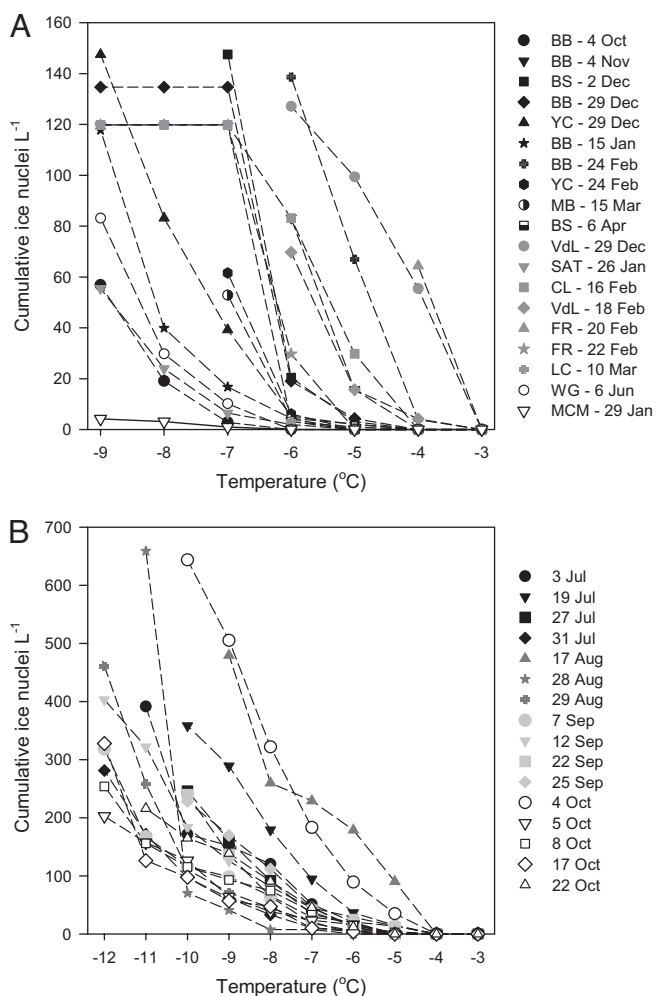 A
Cumulative ice nuclei L⁻¹
160
140
120
100
80
60
40
20
0
-9 -8 -7 -6 -5 -4 -3
Temperature (°C)
BB - 4 Oct
BB - 4 Nov
BS - 2 Dec
BB - 29 Dec
YC - 29 Dec
BB - 15 Jan
BB - 24 Feb
YC - 24 Feb
MB - 15 Mar
BS - 6 Apr
VdL - 29 Dec
SAT - 26 Jan
CL - 16 Feb
VdL - 18 Feb
FR - 20 Feb
FR - 22 Feb
LC - 10 Mar
WG - 6 Jun
MCM - 29 Jan
B
Cumulative ice nuclei L⁻¹
700
600
500
400
300
200
100
0
-12 -11 -10 -9 -8 -7 -6 -5 -4 -3
Temperature (°C)
3 Jul
19 Jul
27 Jul
31 Jul
17 Aug
28 Aug
29 Aug
7 Sep
12 Sep
22 Sep
25 Sep
4 Oct
5 Oct
8 Oct
17 Oct
22 Oct